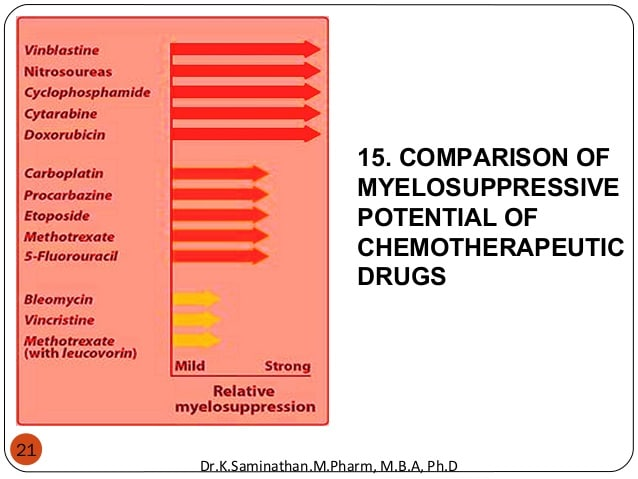 Vinblastine
Nitrosoureas
Cyclophosphamide
Cytarabine
Doxorubicin
Carboplatin
Procarbazine
Etoposide
Methotrexate
5-Fluorouracil
Bleomycin
Vincristine
Methotrexate
(with leucovorin)
Mild Strong
Relative
myelosuppression
15. COMPARISON OF
MYELOSUPPRESSIVE
POTENTIAL OF
CHEMOTHERAPEUTIC
DRUGS
21
Dr.K.Saminathan.M.Pharm, M.B.A, Ph.D